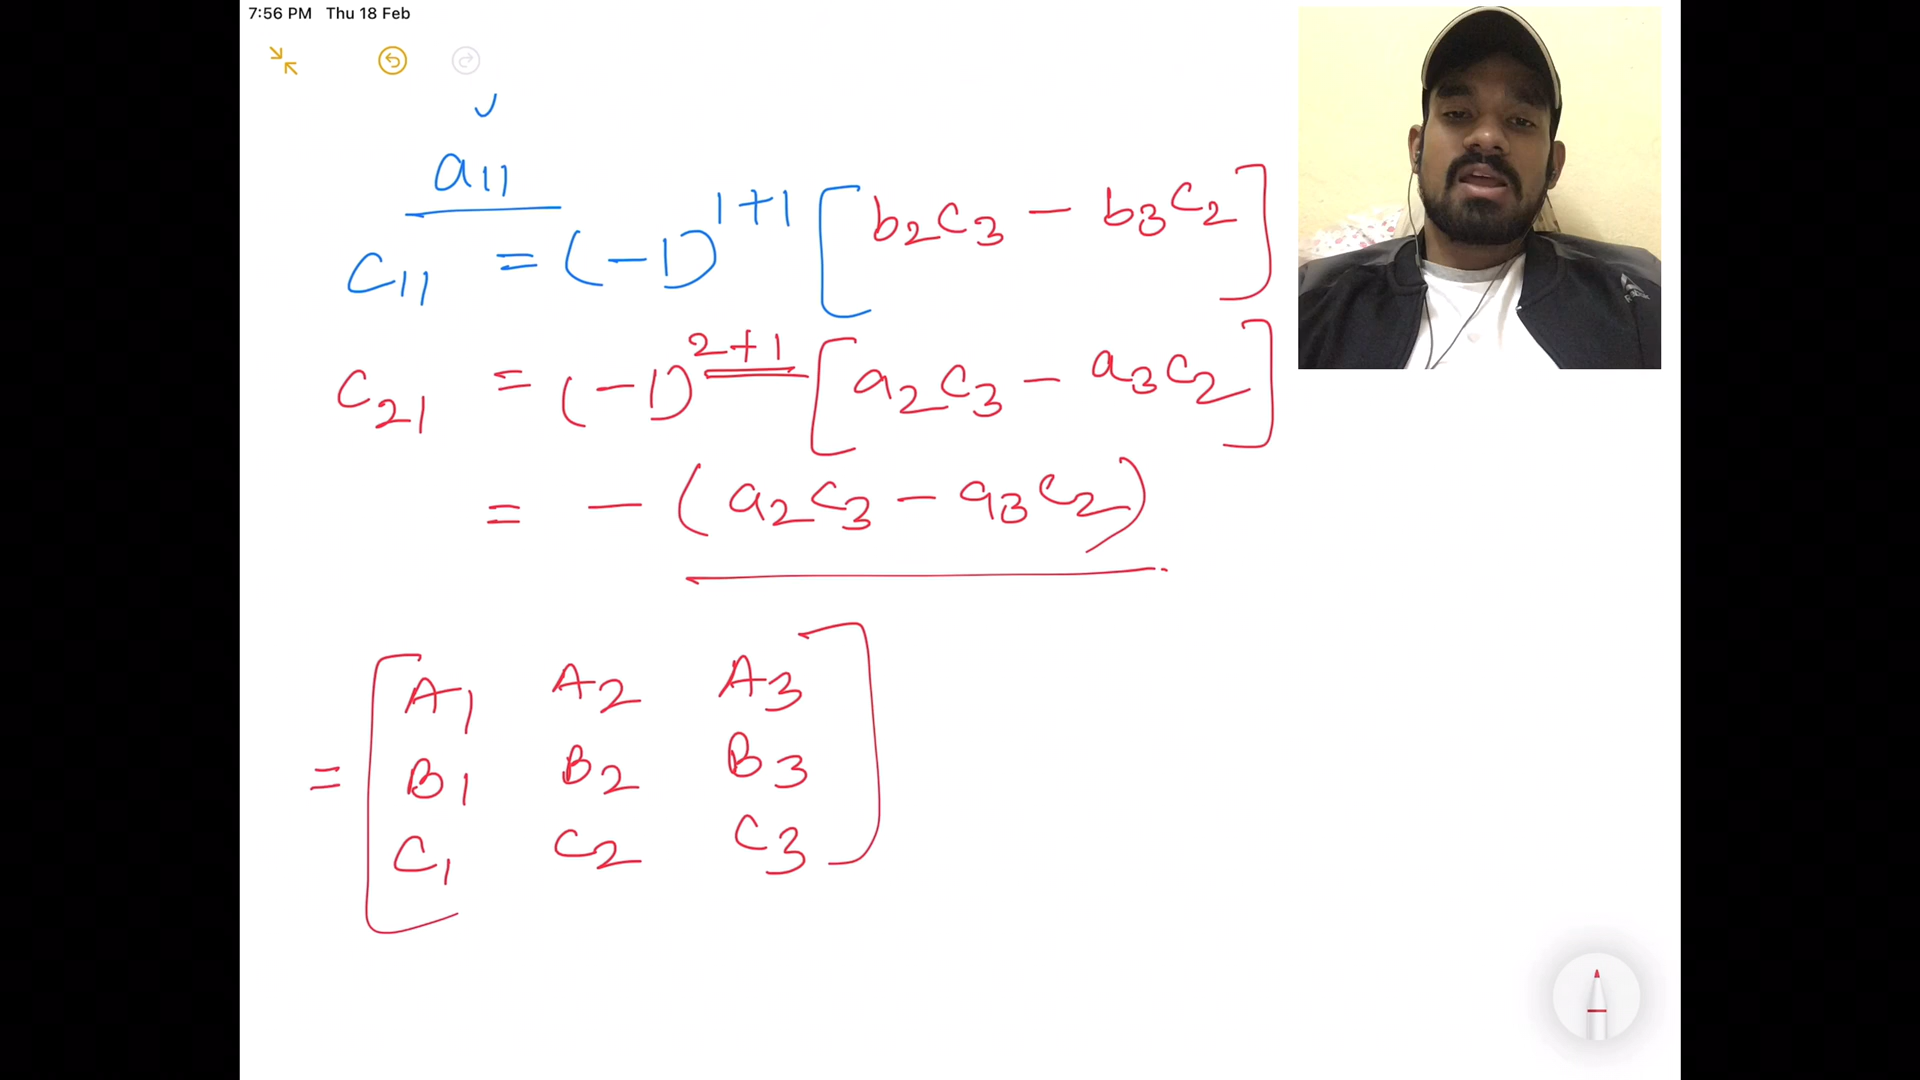 7:56 PM Thu 18 Feb
a11
C11 = (-1)^1+1 [b2c3 - b3c2]
C21 = (-1)^2+1 [a2c3 - a3c2]
= - (a2c3 - a3c2)
= [A1 A2 A3
B1 B2 B3
C1 C2 C3]